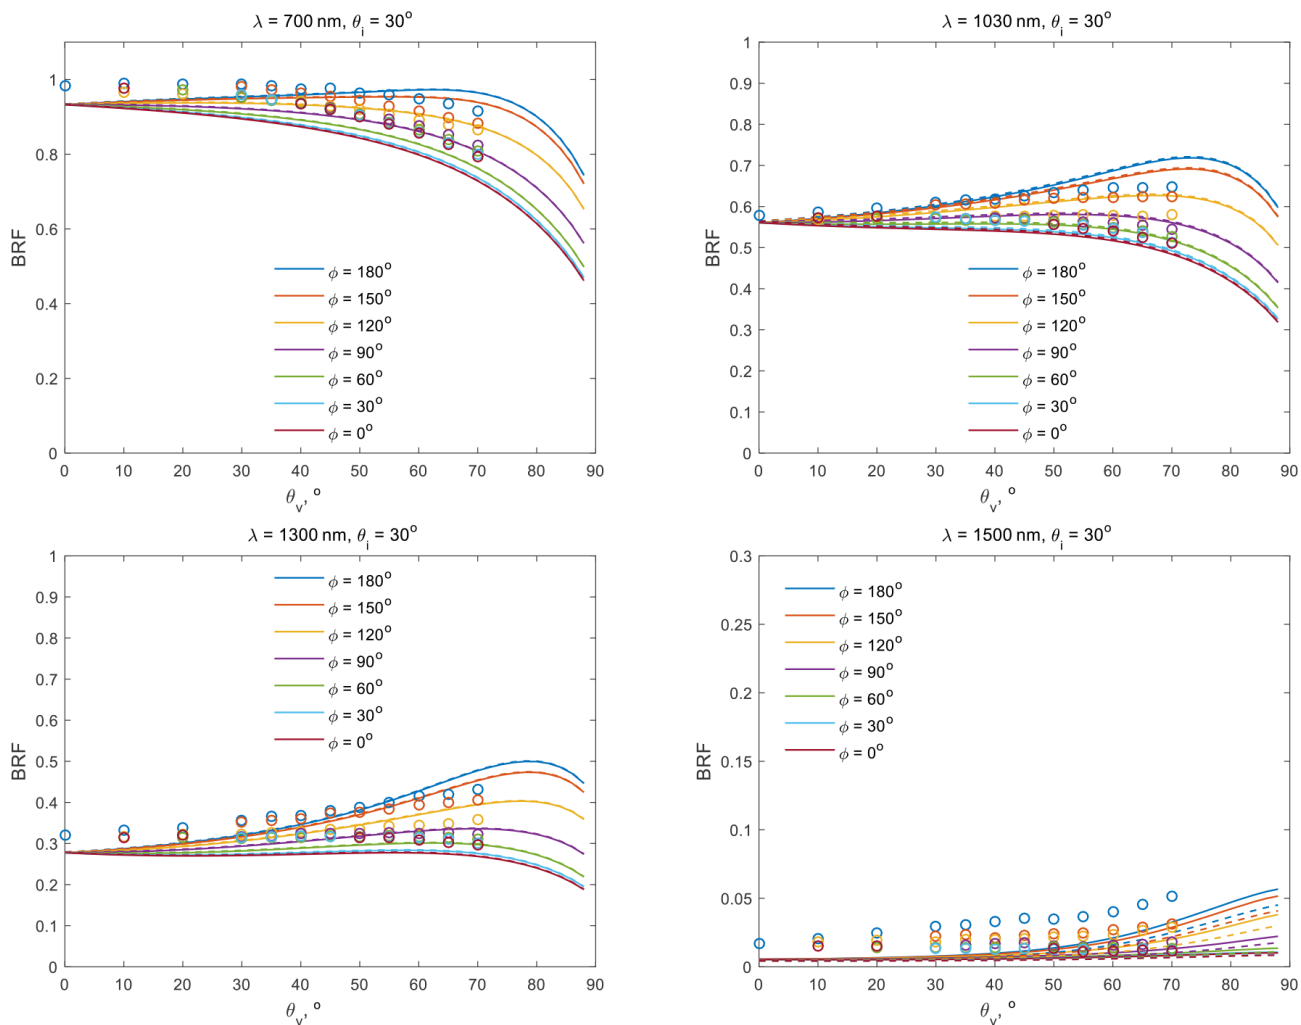 λ = 700 nm, θi = 30°
BRF
1
0.8
0.6
0.4
0.2
0
ϕ = 180°
ϕ = 150°
ϕ = 120°
ϕ = 90°
ϕ = 60°
ϕ = 30°
ϕ = 0°
0 10 20 30 40 50 60 70 80 90
θv, °
λ = 1030 nm, θi = 30°
BRF
1
0.9
0.8
0.7
0.6
0.5
0.4
0.3
0.2
0.1
0
ϕ = 180°
ϕ = 150°
ϕ = 120°
ϕ = 90°
ϕ = 60°
ϕ = 30°
ϕ = 0°
0 10 20 30 40 50 60 70 80 90
θv, °
λ = 1300 nm, θi = 30°
BRF
1
0.9
0.8
0.7
0.6
0.5
0.4
0.3
0.2
0.1
0
ϕ = 180°
ϕ = 150°
ϕ = 120°
ϕ = 90°
ϕ = 60°
ϕ = 30°
ϕ = 0°
0 10 20 30 40 50 60 70 80 90
θv, °
λ = 1500 nm, θi = 30°
BRF
0.3
0.25
0.2
0.15
0.1
0.05
0
ϕ = 180°
ϕ = 150°
ϕ = 120°
ϕ = 90°
ϕ = 60°
ϕ = 30°
ϕ = 0°
0 10 20 30 40 50 60 70 80 90
θv, °